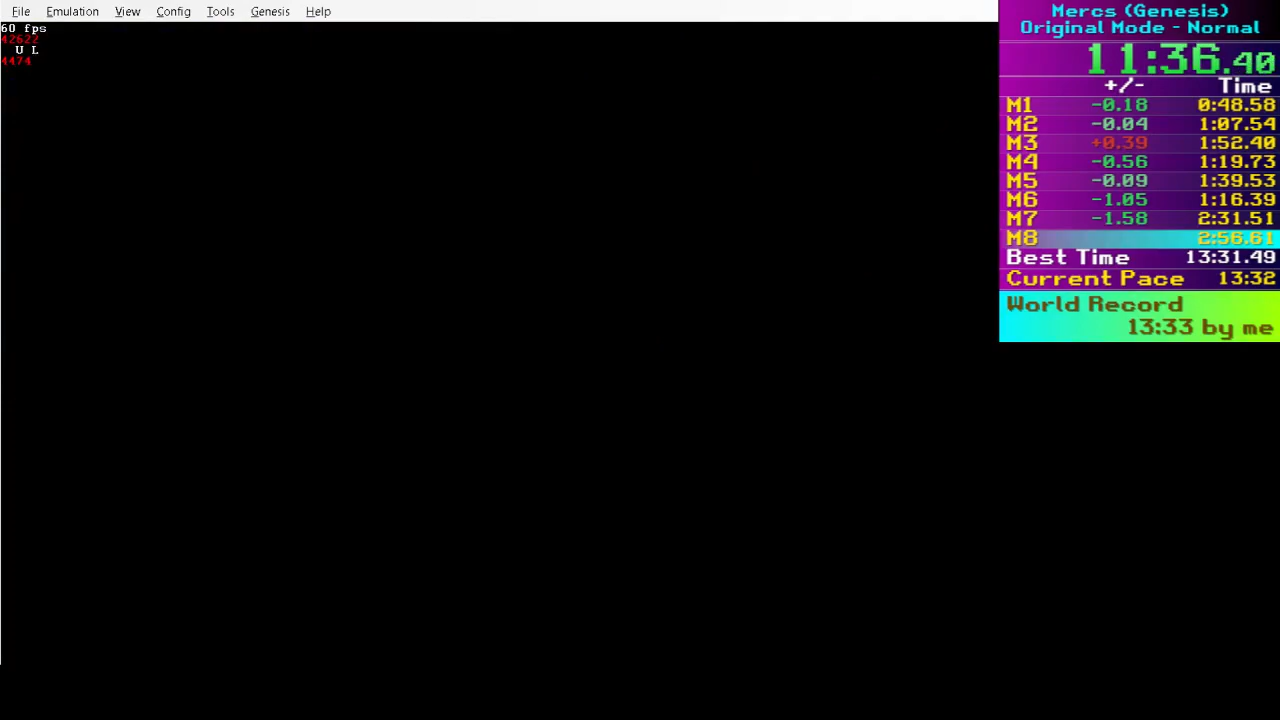 File Emulation View Config Tools Genesis Help
60 fps
42622
U L
4474
Mercs (Genesis)
Original Mode - Normal
11:36.40
+/- Time
M1 -0.18 0:48.58
M2 -0.04 1:07.54
M3 +0.39 1:52.40
M4 -0.56 1:19.73
M5 -0.09 1:39.53
M6 -1.05 1:16.39
M7 -1.58 2:31.51
M8 2:56.61
Best Time 13:31.49
Current Pace 13:32
World Record
13:33 by me